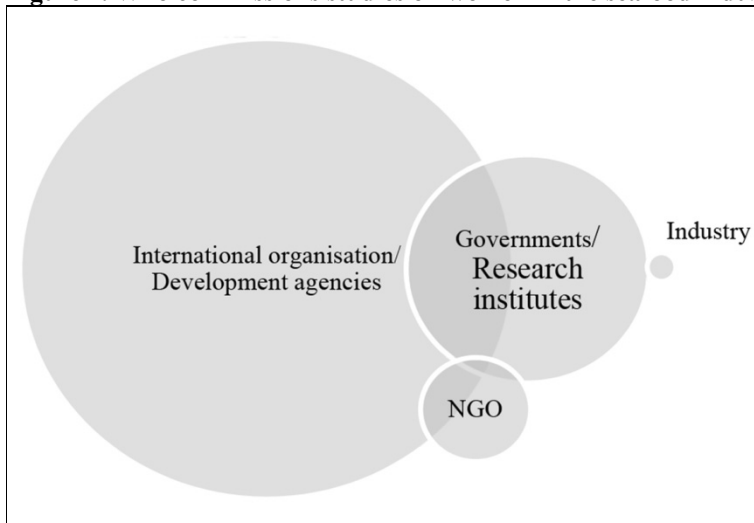 International organisation/
Development agencies
Governments/
Research
institutes
Industry
NGO